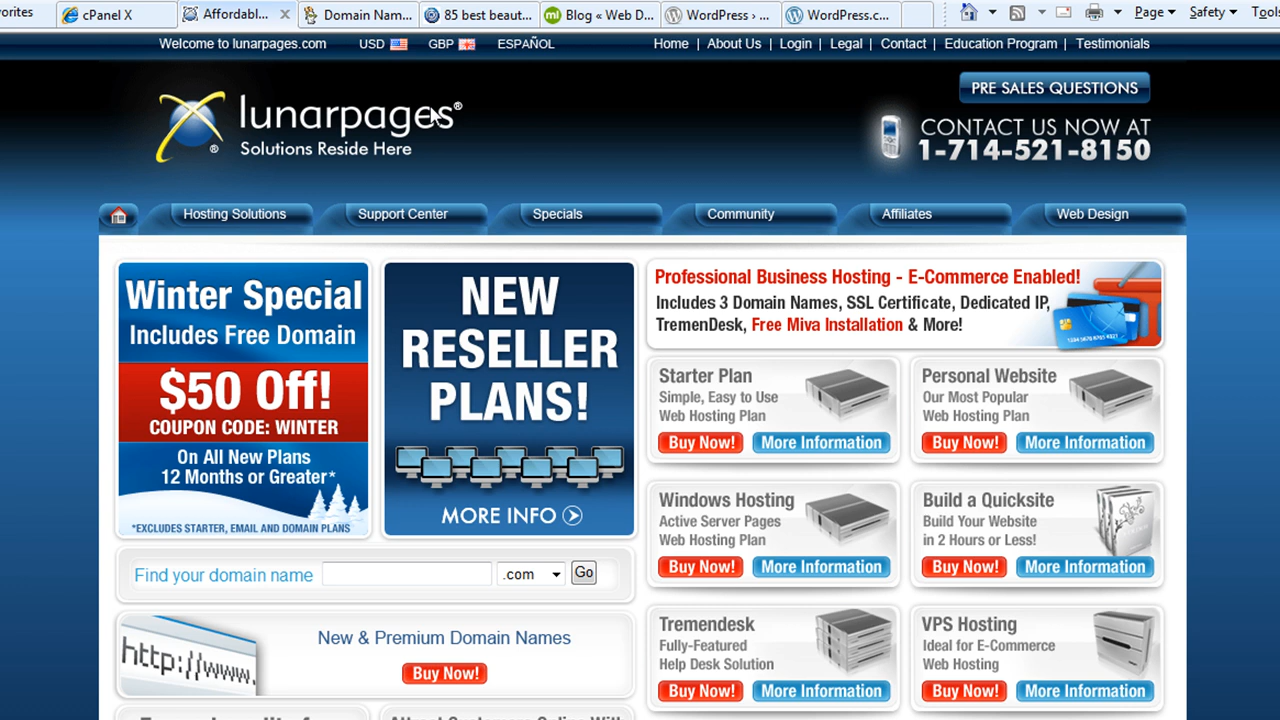 vorites
cPanel X
Affordabl...
Domain Nam...
85 best beaut...
Blog « Web D...
WordPress › ...
WordPress.c...
Page
Safety
Tools
Welcome to lunarpages.com
USD
GBP
ESPAÑOL
Home | About Us | Login | Legal | Contact | Education Program | Testimonials
PRE SALES QUESTIONS
lunarpages®
Solutions Reside Here
CONTACT US NOW AT
1-714-521-8150
Hosting Solutions
Support Center
Specials
Community
Affiliates
Web Design
Winter Special
Includes Free Domain
$50 Off!
COUPON CODE: WINTER
On All New Plans
12 Months or Greater*
*EXCLUDES STARTER, EMAIL AND DOMAIN PLANS
NEW
RESELLER
PLANS!
MORE INFO
Professional Business Hosting - E-Commerce Enabled!
Includes 3 Domain Names, SSL Certificate, Dedicated IP,
TremenDesk, Free Miva Installation & More!
Starter Plan
Simple, Easy to Use
Web Hosting Plan
Buy Now! More Information
Personal Website
Our Most Popular
Web Hosting Plan
Buy Now! More Information
Windows Hosting
Active Server Pages
Web Hosting Plan
Buy Now! More Information
Build a Quicksite
Build Your Website
in 2 Hours or Less!
Buy Now! More Information
Find your domain name .com Go
http://www.
New & Premium Domain Names
Buy Now!
Tremendesk
Fully-Featured
Help Desk Solution
Buy Now! More Information
VPS Hosting
Ideal for E-Commerce
Web Hosting
Buy Now! More Information
Attract Customers Online With